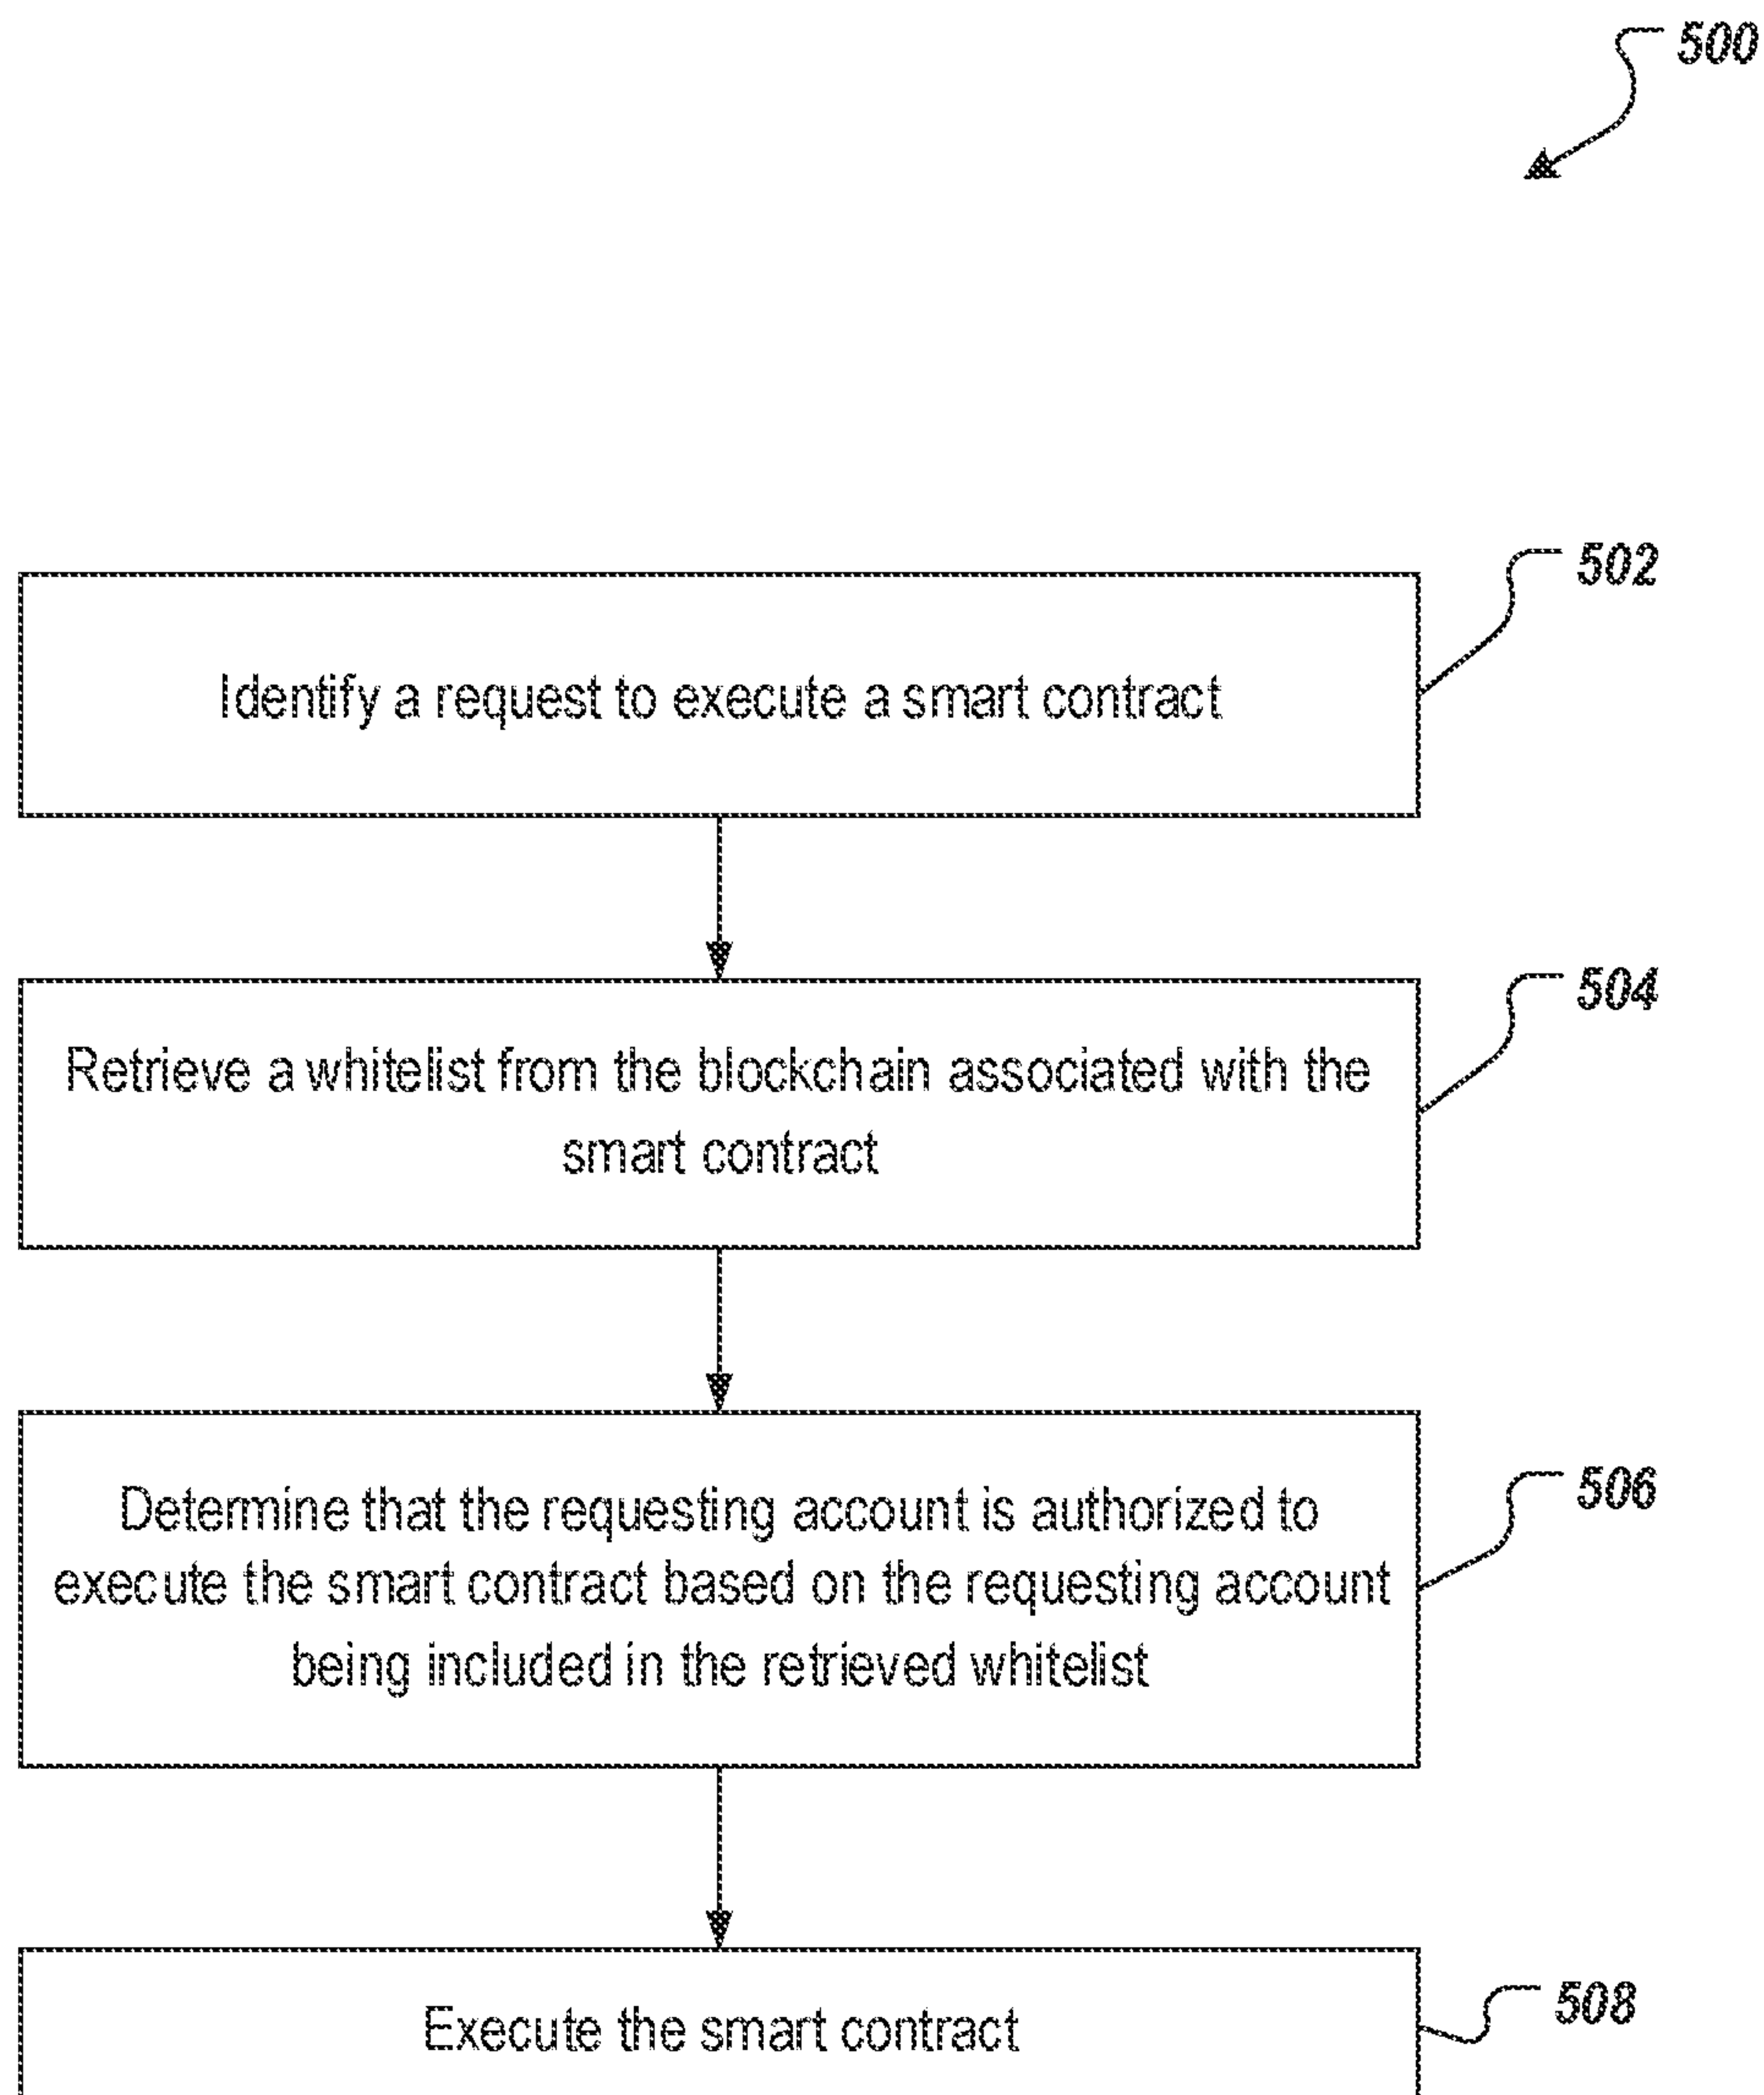 500
502
Identify a request to execute a smart contract
504
Retrieve a whitelist from the blockchain associated with the
smart contract
506
Determine that the requesting account is authorized to
execute the smart contract based on the requesting account
being included in the retrieved whitelist
508
Execute the smart contract